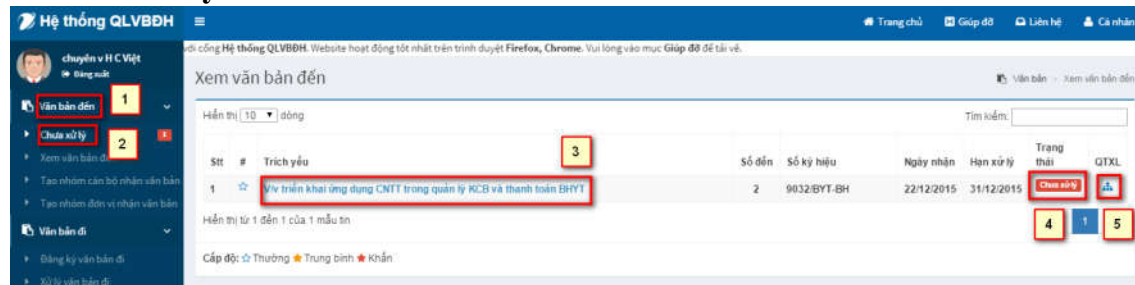 Hệ thống QLVBĐH
Trang chủ Giúp đỡ Liên hệ Cá nhân
chuyên v H C Việt
Đăng xuất
với cổng Hệ thống QLVBĐH. Website hoạt động tốt nhất trên trình duyệt Firefox, Chrome. Vui lòng vào mục Giúp đỡ để tải về.
Xem văn bản đến
Văn bản > Xem văn bản đến
1
Văn bản đến
Chưa xử lý 1
2
Xem văn bản đ
Tạo nhóm cán bộ nhận văn bản
Tạo nhóm đơn vị nhận văn bản
Văn bản đi
Đăng ký văn bản đi
Xử lý văn bản đi
Hiển thị 10 dòng
Tìm kiếm:
3
Stt # Trích yếu Số đến Số ký hiệu Ngày nhận Hạn xử lý Trạng thái QTXL
1 V/v triển khai ứng dụng CNTT trong quản lý KCB và thanh toán BHYT 2 9032/BYT-BH 22/12/2015 31/12/2015 Chưa xử lý
Hiển thị từ 1 đến 1 của 1 mẩu tin
4 1 5
Cấp độ: Thường Trung bình Khẩn